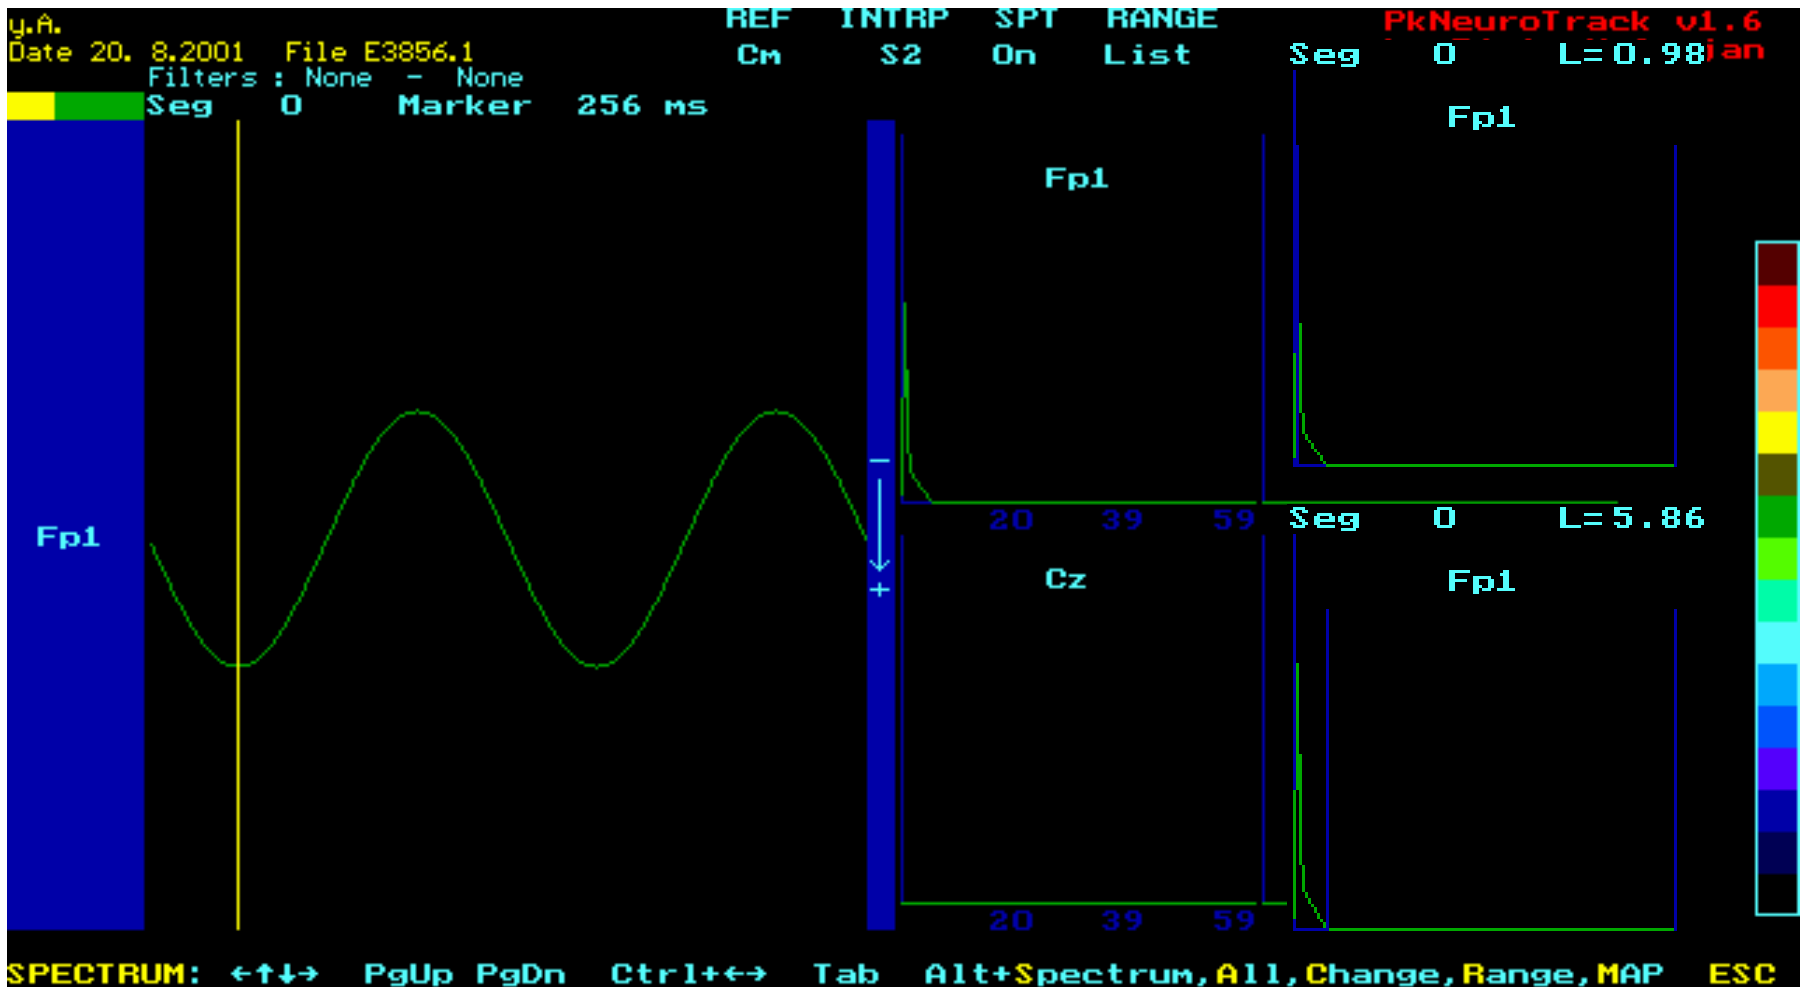 y.A.
REF INTRP SPT RANGE
PkNeuroTrack v1.6
Date 20. 8.2001 File E3856.1
Cm S2 On List
Seg 0 L=0.98
jan
Filters : None - None
Seg 0 Marker 256 ms
Fp1
Fp1
Fp1
-
+
20 39 59
Seg 0 L=5.86
Cz
Fp1
20 39 59
SPECTRUM: ←↑↓→ PgUp PgDn Ctrl+←→ Tab Alt+Spectrum,All,Change,Range,MAP ESC